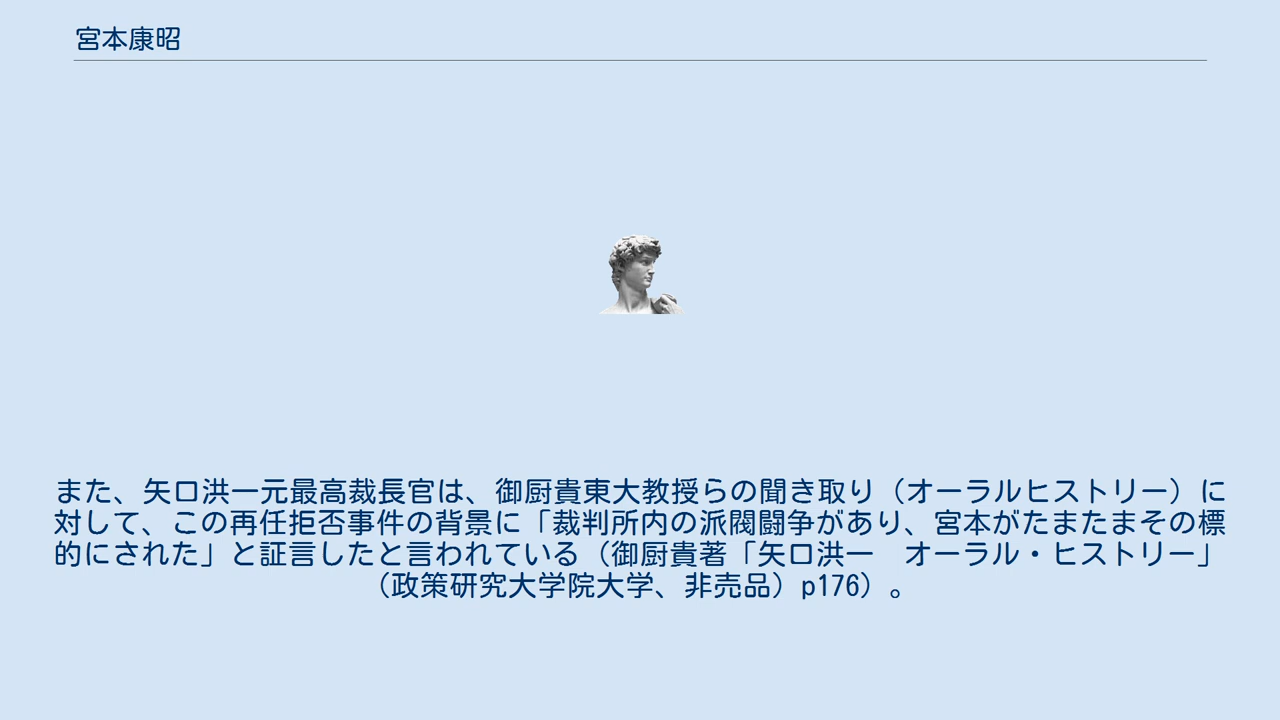 宮本康昭
また、矢口洪一元最高裁長官は、御厨貴東大教授らの聞き取り（オーラルヒストリー）に
対して、この再任拒否事件の背景に「裁判所内の派閥闘争があり、宮本がたまたまその標
的にされた」と証言したと言われている（御厨貴著「矢口洪一　オーラル・ヒストリー」
（政策研究大学院大学、非売品）p176）。